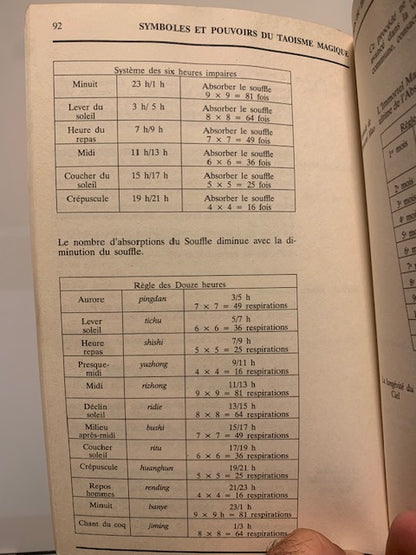 92 SYMBOLES ET POUVOIRS DU TAOISME MAGIQUE
Système des six heures impaires
Minuit 23 h/1 h Absorber le souffle
9 × 9 = 81 fois
Lever du 3 h/ 5 h Absorber le souffle
soleil 8 × 8 = 64 fois
Heure du 7 h/9 h Absorber le souffle
repas 7 × 7 = 49 fois
Midi 11 h/13 h Absorber le souffle
6 × 6 = 36 fois
Coucher du 15 h/17 h Absorber le souffle
soleil 5 × 5 = 25 fois
Crépuscule 19 h/21 h Absorber le souffle
4 × 4 = 16 fois
Le nombre d'absorptions du Souffle diminue avec la di-
minution du souffle.
Règle des Douze heures
Aurore pingdan 3/5 h
7 × 7 = 49 respirations
Lever tichu 5/7 h
soleil 6 × 6 = 36 respirations
Heure shishi 7/9 h
repas 5 × 5 = 25 respirations
Presque- yuzhong 9/11 h
midi 4 × 4 = 16 respirations
Midi rizhong 11/13 h
9 × 9 = 81 respirations
Déclin ridie 13/15 h
soleil 8 × 8 = 64 respirations
Milieu bushi 15/17 h
après-midi 7 × 7 = 49 respirations
Coucher ritu 17/19 h
soleil 6 × 6 = 36 respirations
Crépuscule huanghun 19/21 h
5 × 5 = 25 respirations
Repos rending 21/23 h
hommes 4 × 4 = 16 respirations
Minuit banye 23/1 h
9 × 9 h = 81 respirations
Chant du coq jiming 1/3 h
8 × 8 = 64 respirations
Ce procédé
L'Immortel
Règle
1er mois
Ciel